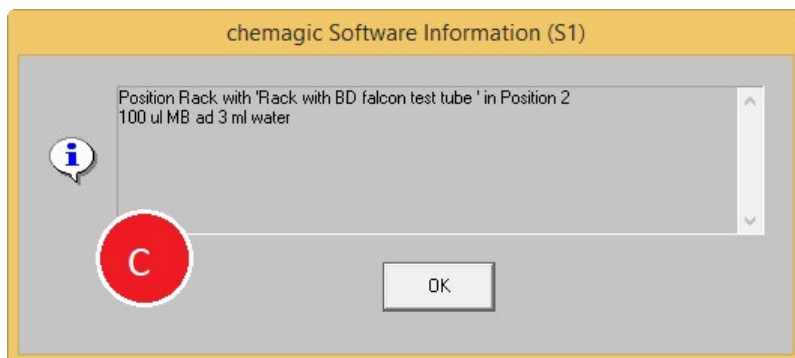 chemagic Software Information (S1)
Position Rack with 'Rack with BD falcon test tube ' in Position 2
100 ul MB ad 3 ml water
C
OK